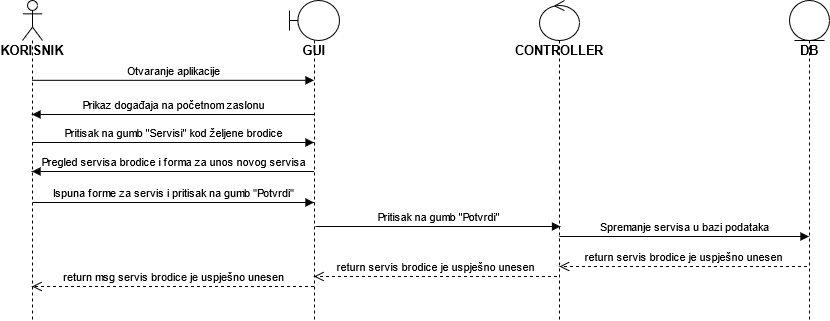 KORISNIK
GUI
CONTROLLER
DB
Otvaranje aplikacije
Prikaz događaja na početnom zaslonu
Pritisak na gumb "Servisi" kod željene brodice
Pregled servisa brodice i forma za unos novog servisa
Ispuna forme za servis i pritisak na gumb "Potvrdi"
Pritisak na gumb "Potvrdi"
Spremanje servisa u bazi podataka
return servis brodice je uspješno unesen
return servis brodice je uspješno unesen
return msg servis brodice je uspješno unesen